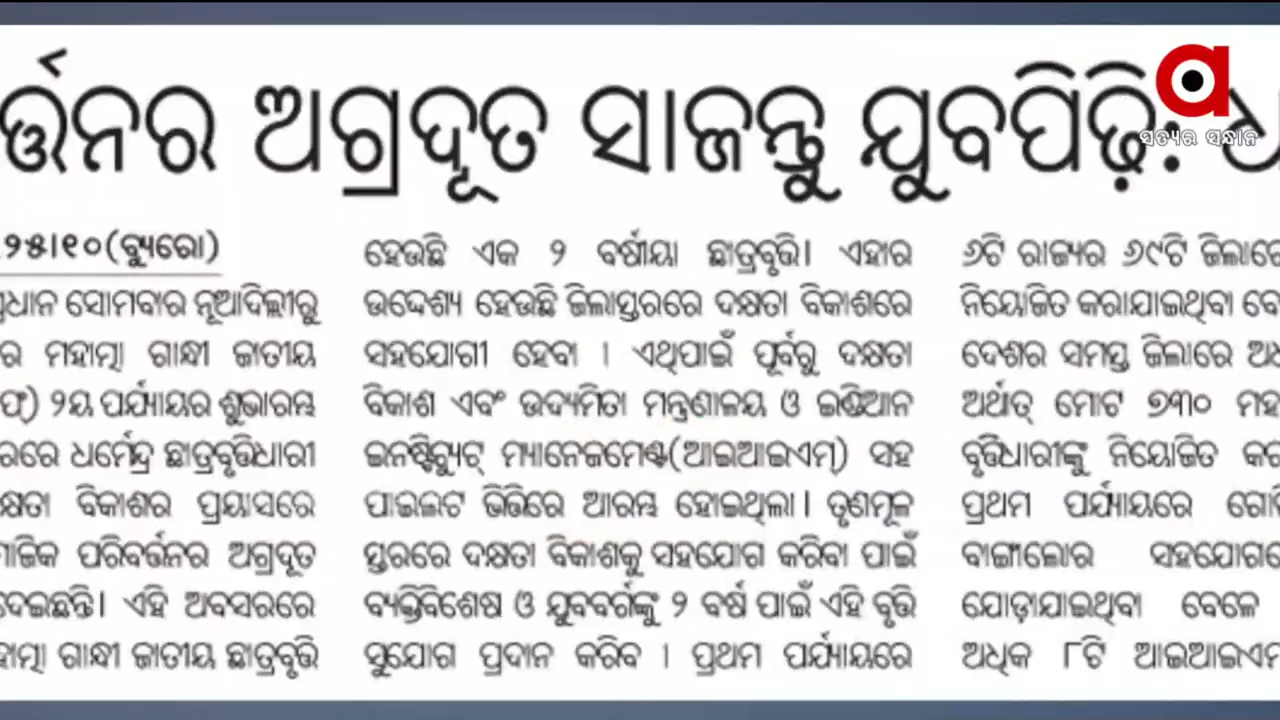 ର୍ତ୍ତନର ଅଗ୍ରଦୂତ ସାଜନ୍ତୁ ଯୁବପିଢ଼ି:
ସତ୍ୟର ସନ୍ଧାନ
୨୫।୧୦(ବ୍ୟୁରୋ)
ପ୍ରଧାନ ସୋମବାର ନୂଆଦିଲ୍ଲୀରୁ
ର ମହାତ୍ମା ଗାନ୍ଧୀ ଜାତୀୟ
୨ୟ ପର୍ଯ୍ୟାୟର ଶୁଭାରମ୍ଭ
ରରେ ଧର୍ମେନ୍ଦ୍ର ଛାତ୍ରବୃତ୍ତିଧାରୀ
କ୍ଷତା ବିକାଶର ପ୍ରୟାସରେ
ମାଜିକ ପରିବର୍ତ୍ତନର ଅଗ୍ରଦୂତ
ଦେଇଛନ୍ତି। ଏହି ଅବସରରେ
ହାତ୍ମା ଗାନ୍ଧୀ ଜାତୀୟ ଛାତ୍ରବୃତ୍ତି
ହେଉଛି ଏକ ୨ ବର୍ଷୀୟା ଛାତ୍ରବୃତ୍ତି। ଏହାର
ଉଦ୍ଦେଶ୍ୟ ହେଉଛି ଜିଲାସ୍ତରରେ ଦକ୍ଷତା ବିକାଶରେ
ସହଯୋଗୀ ହେବା । ଏଥିପାଇଁ ପୂର୍ବରୁ ଦକ୍ଷତା
ବିକାଶ ଏବଂ ଉଦ୍ୟମିତା ମନ୍ତ୍ରଣାଳୟ ଓ ଇଣ୍ଡିଆନ
ଇନଷ୍ଟିଚ୍ୟୁଟ୍ ମ୍ୟାନେଜମେଣ୍ଟ(ଆଇଆଇଏମ୍) ସହ
ପାଇଲଟ ଭିତ୍ତିରେ ଆରମ୍ଭ ହୋଇଥିଲା। ତୃଣମୂଳ
ସ୍ତରରେ ଦକ୍ଷତା ବିକାଶକୁ ସହଯୋଗ କରିବା ପାଇଁ
ବ୍ୟକ୍ତିବିଶେଷ ଓ ଯୁବବର୍ଗଙ୍କୁ ୨ ବର୍ଷ ପାଇଁ ଏହି ବୃତ୍ତି
ସୁଯୋଗ ପ୍ରଦାନ କରିବ । ପ୍ରଥମ ପର୍ଯ୍ୟାୟରେ
୬ଟି ରାଜ୍ୟର ୬୯ଟି ଜିଲାରେ
ନିୟୋଜିତ କରାଯାଇଥିବା ବେ
ଦେଶର ସମସ୍ତ ଜିଲାରେ ଅଧ
ଅର୍ଥାତ୍ ମୋଟ ୭୩୦ ମହ
ବୃତ୍ତିଧାରୀଙ୍କୁ ନିୟୋଜିତ କର
ପ୍ରଥମ ପର୍ଯ୍ୟାୟରେ ଗୋଟି
ବାଙ୍ଗାଲୋର ସହଯୋଗରେ
ଯୋଡ଼ାଯାଇଥିବା ବେଳେ
ଅଧିକ ୮ଟି ଆଇଆଇଏମ